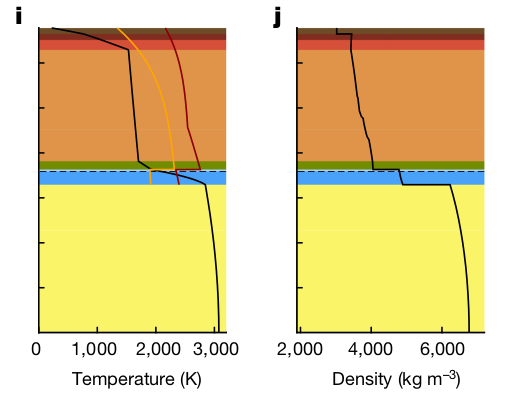 i
j
0 1,000 2,000 3,000
2,000 4,000 6,000
Temperature (K)
Density (kg m⁻³)